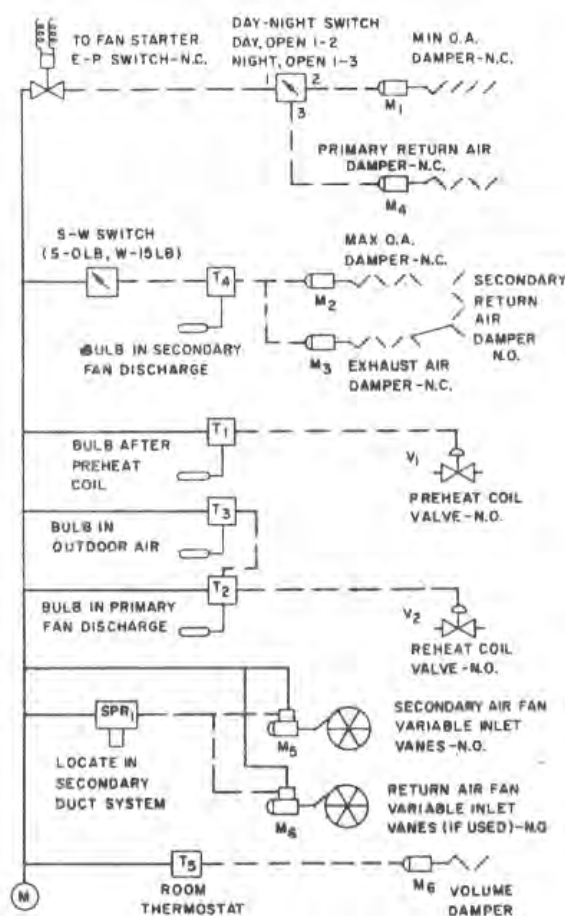 TO FAN STARTER
E-P SWITCH-N.C.
DAY-NIGHT SWITCH
DAY, OPEN 1-2
NIGHT, OPEN 1-3
1
2
3
MIN O.A.
DAMPER-N.C.
M1
PRIMARY RETURN AIR
DAMPER-N.C.
M4
S-W SWITCH
(S-0LB, W-15LB)
T4
BULB IN SECONDARY
FAN DISCHARGE
MAX O.A.
DAMPER-N.C.
M2
SECONDARY
RETURN
AIR
DAMPER
N.O.
M3
EXHAUST AIR
DAMPER-N.C.
T1
BULB AFTER
PREHEAT
COIL
V1
PREHEAT COIL
VALVE-N.O.
T3
BULB IN
OUTDOOR AIR
T2
BULB IN PRIMARY
FAN DISCHARGE
V2
REHEAT COIL
VALVE-N.O.
SPR1
LOCATE IN
SECONDARY
DUCT SYSTEM
M5
SECONDARY AIR FAN
VARIABLE INLET
VANES-N.O.
M6
RETURN AIR FAN
VARIABLE INLET
VANES (IF USED)-N.O
T5
ROOM
THERMOSTAT
M6
VOLUME
DAMPER
M